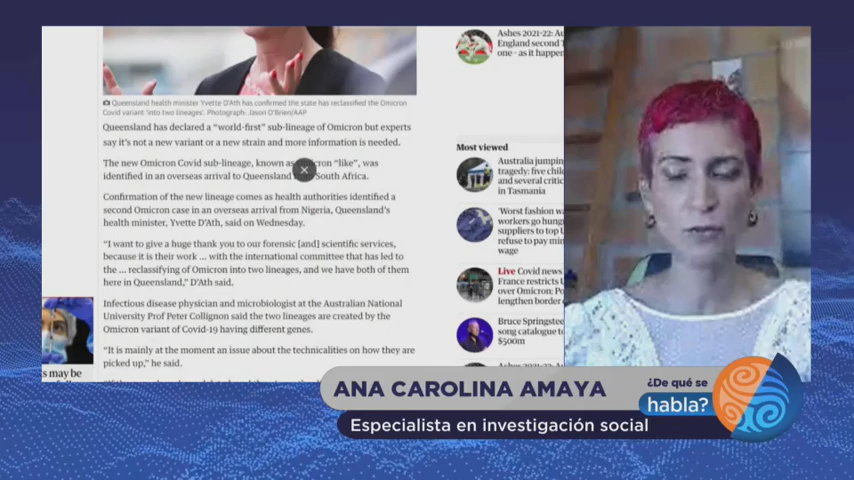 Queensland health minister Yvette D'Ath has confirmed the state has reclassified the Omicron
Covid variant 'into two lineages'. Photograph: Jason O'Brien/AAP
Queensland has declared a “world-first” sub-lineage of Omicron but experts
say it's not a new variant or a new strain and more information is needed.
The new Omicron Covid sub-lineage, known as cron “like”, was
identified in an overseas arrival to Queensland South Africa.
Confirmation of the new lineage comes as health authorities identified a
second Omicron case in an overseas arrival from Nigeria, Queensland's
health minister, Yvette D'Ath, said on Wednesday.
“I want to give a huge thank you to our forensic [and] scientific services,
because it is their work ... with the international committee that has led to
the ... reclassifying of Omicron into two lineages, and we have both of them
here in Queensland,” D'Ath said.
Infectious disease physician and microbiologist at the Australian National
University Prof Peter Collignon said the two lineages are created by the
Omicron variant of Covid-19 having different genes.
“It is mainly at the moment an issue about the technicalities on how they are
picked up,” he said.
s may be
Ashes 2021-22: Au
England second T
one - as it happen
Most viewed
Australia jumping
tragedy: five chil
and several critic
in Tasmania
'Worst fashion wa
workers go hungr
suppliers to top U
refuse to pay min
wage
Live Covid news
France restricts U
over Omicron; Po
lengthen border
Bruce Springstee
song catalogue to
$500m
ANA CAROLINA AMAYA
Especialista en investigación social
¿De qué se
habla?